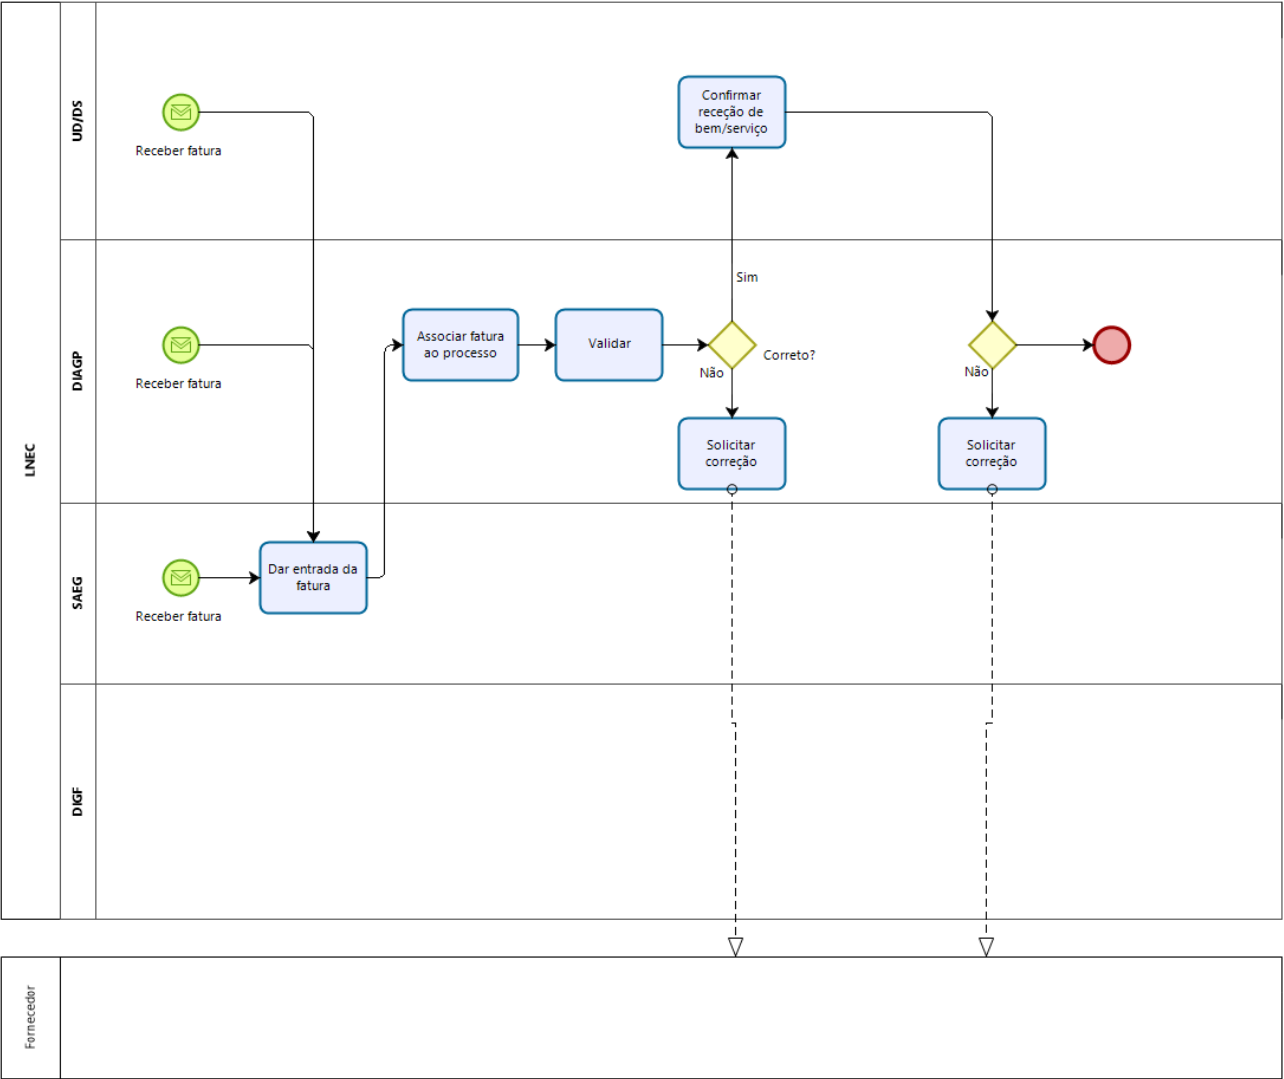 LNEC
UD/DS
Receber fatura
Confirmar
receção de
bem/serviço
DIAGP
Receber fatura
Associar fatura
ao processo
Validar
Sim
Correto?
Não
Solicitar
correção
Não
Solicitar
correção
SAEG
Receber fatura
Dar entrada da
fatura
DIGF
Fornecedor